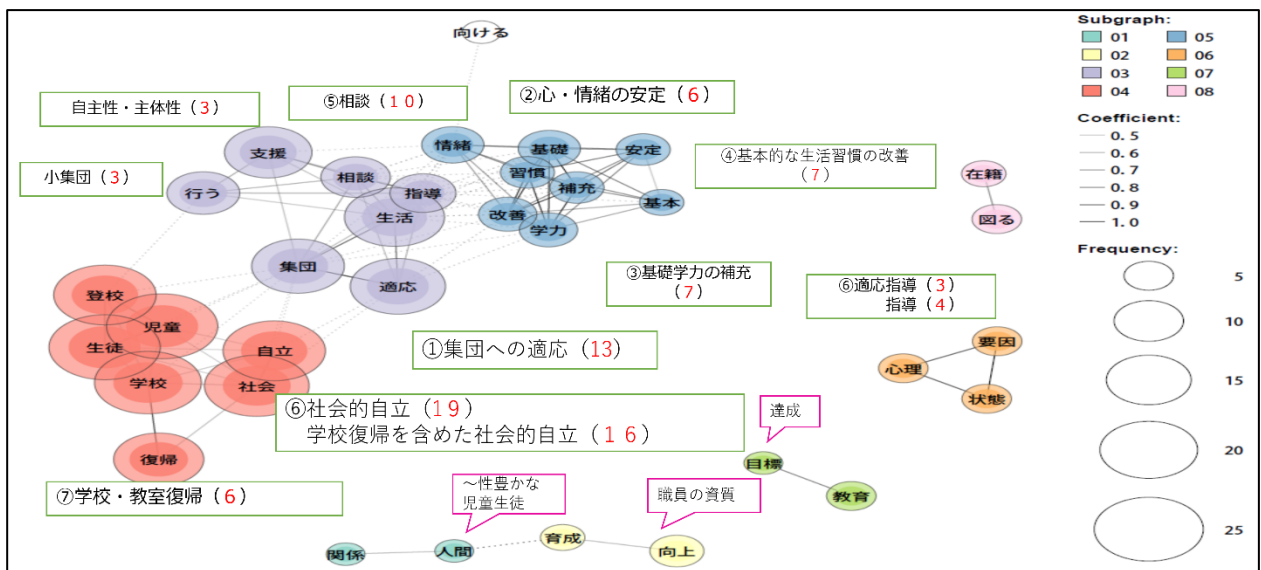 向ける
Subgraph:
01 05
02 06
03 07
04 08
Coefficient:
0.5
0.6
0.7
0.8
0.9
1.0
Frequency:
5
10
15
20
25
自主性・主体性（3）
⑤相談（10）
②心・情緒の安定（6）
小集団（3）
④基本的な生活習慣の改善
（7）
支援
行う
相談
指導
生活
集団
適応
情緒
基礎
安定
習慣
補充
基本
改善
学力
在籍
図る
③基礎学力の補充
（7）
⑥適応指導（3）
指導（4）
登校
児童
生徒
自立
学校
社会
復帰
①集団への適応（13）
要因
心理
状態
⑥社会的自立（19）
学校復帰を含めた社会的自立（16）
達成
目標
教育
⑦学校・教室復帰（6）
～性豊かな
児童生徒
職員の資質
関係
人間
育成
向上